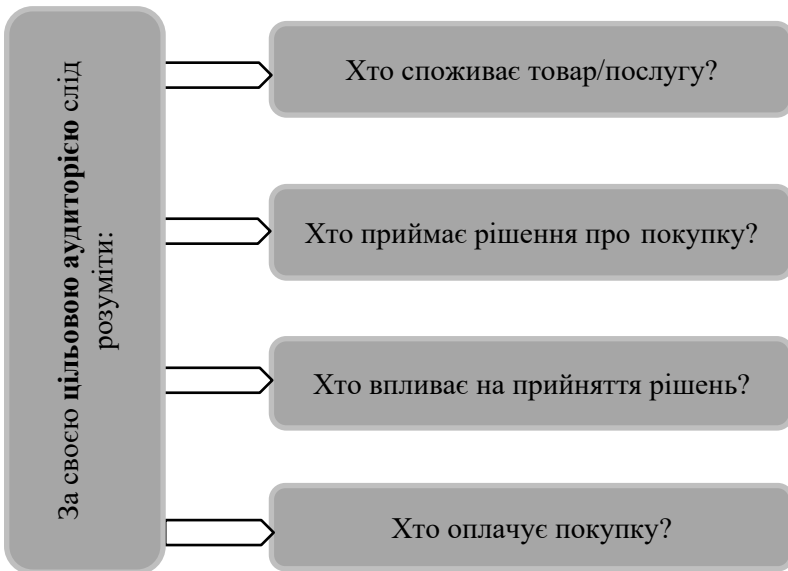 За своєю цільовою аудиторією слід
розуміти:
Хто споживає товар/послугу?
Хто приймає рішення про покупку?
Хто впливає на прийняття рішень?
Хто оплачує покупку?